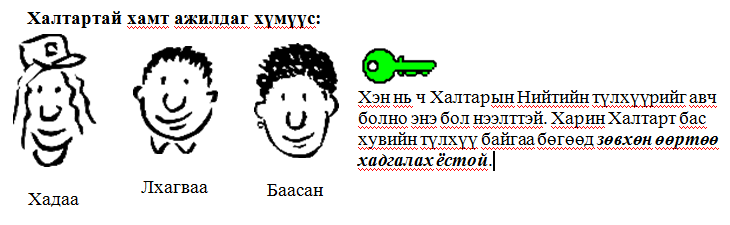 Халтартай хамт ажилдаг хүмүүс:
Хэн нь ч Халтарын Нийтийн түлхүүрийг авч
болно энэ бол нээлттэй. Харин Халтарт бас
хувийн түлхүү байгаа бөгөөд зөвхөн өөртөө
хадгалах ёстой.
Хадаа
Лхагваа
Баасан